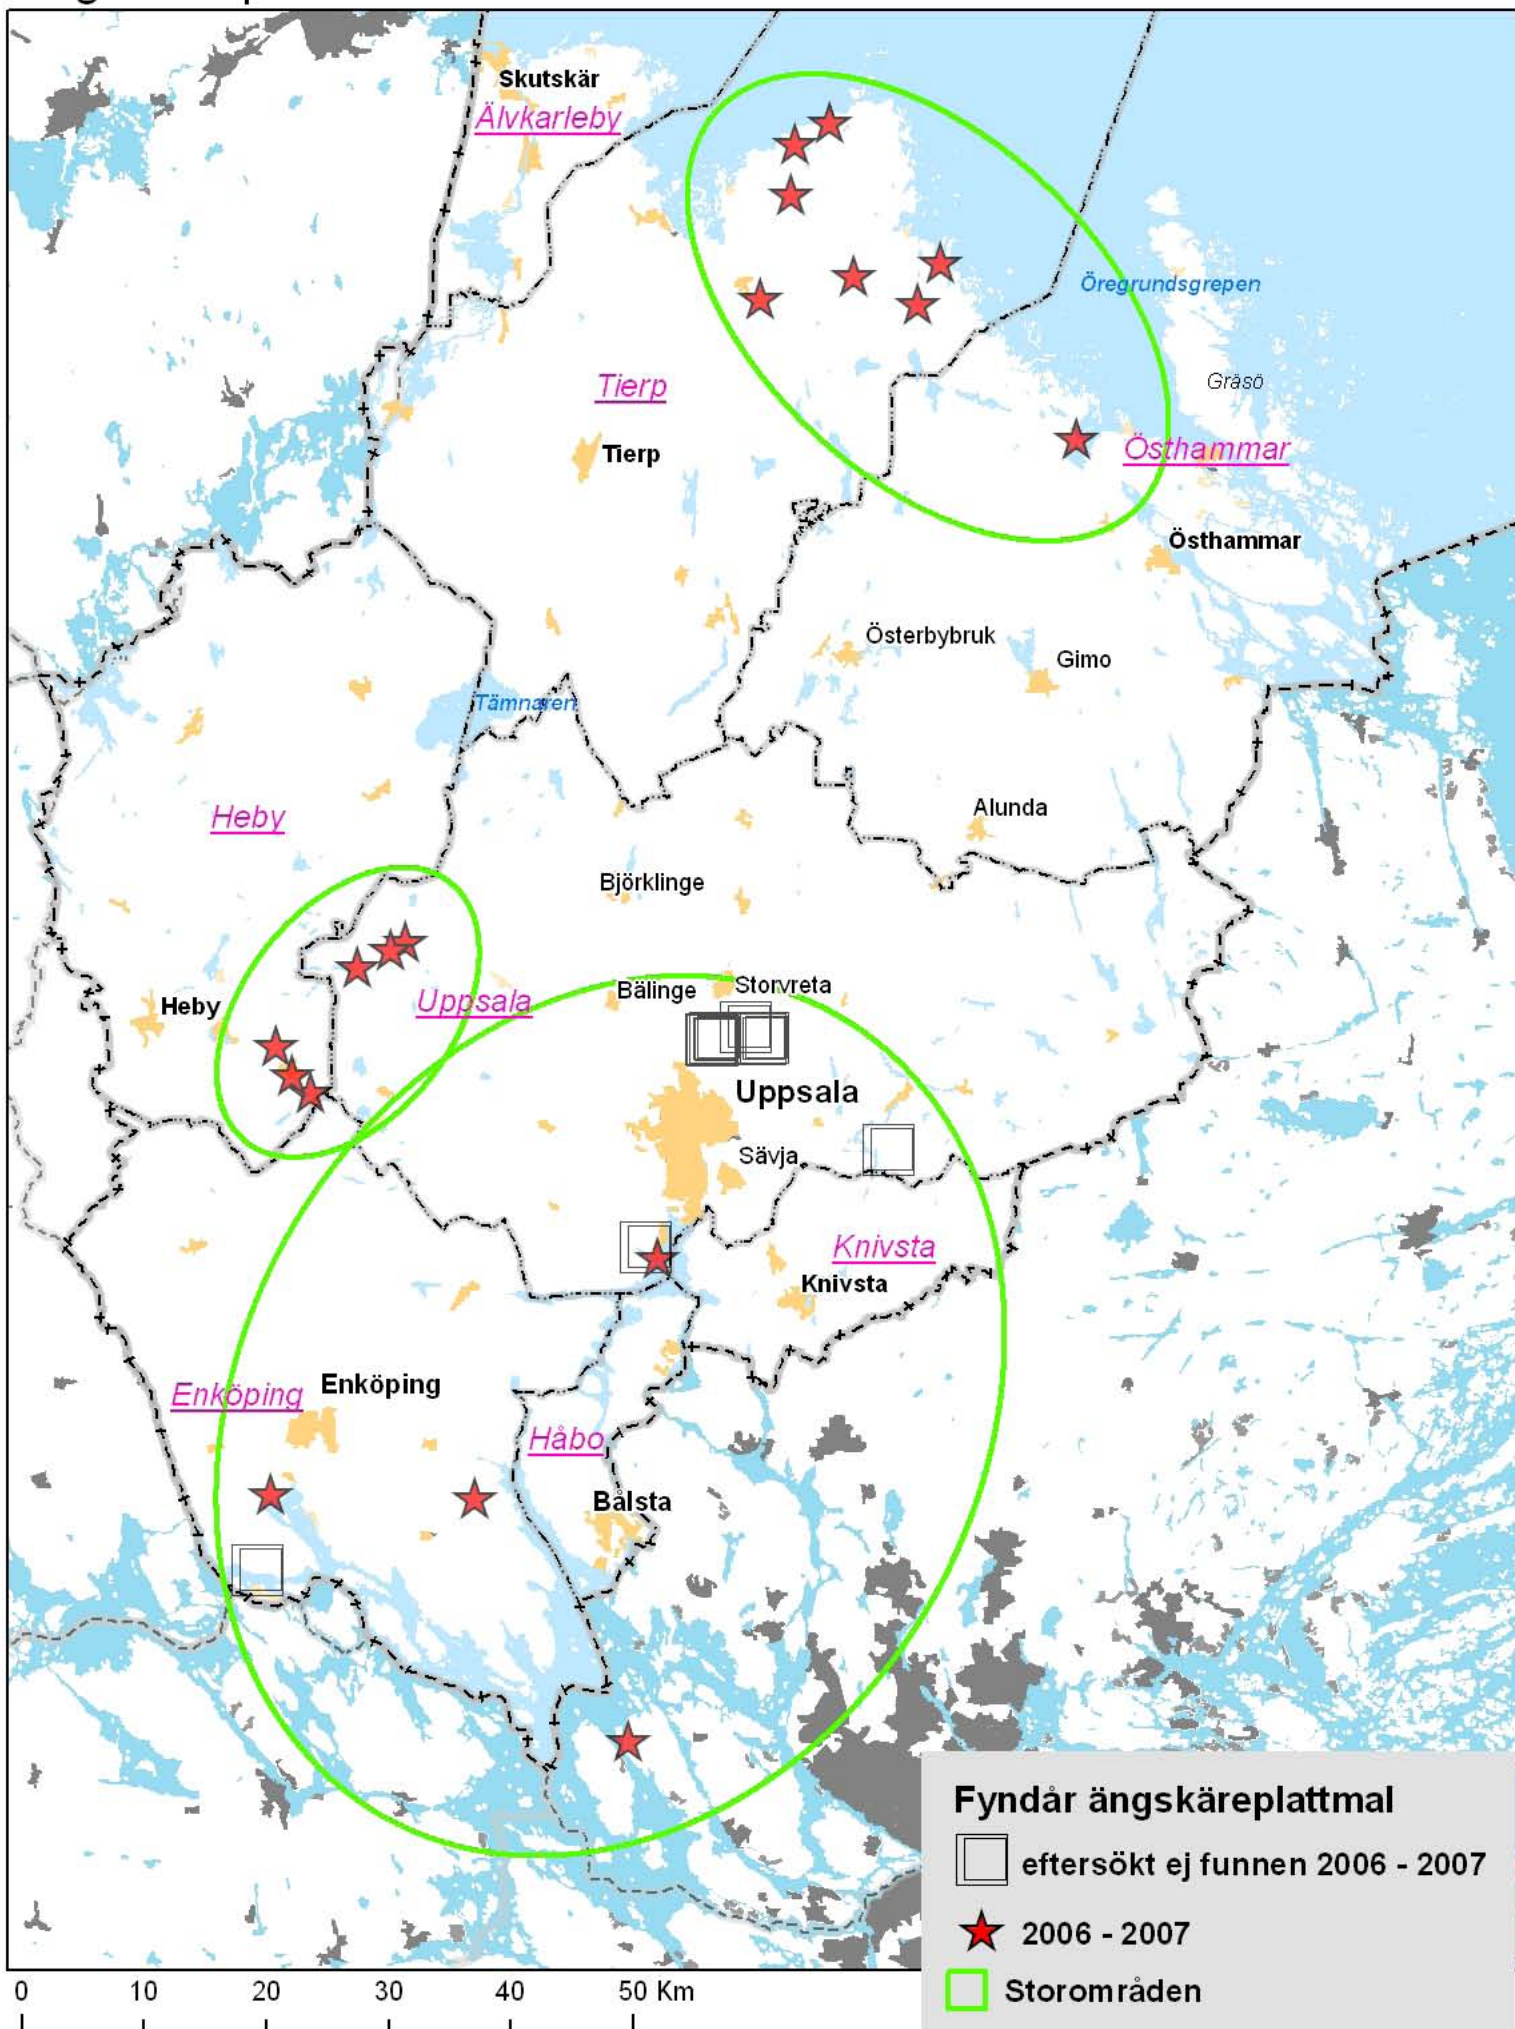 Skutskär
Älvkarleby
Öregrundsgrepen
Gräsö
Tierp
Tierp
Östhammar
Östhammar
Österbybruk
Gimo
Tämnaren
Heby
Alunda
Björklinge
Heby
Uppsala
Bälinge
Storvreta
Uppsala
Sävja
Knivsta
Knivsta
Enköping
Enköping
Håbo
Bålsta
Fyndår ängskäreplattmal
eftersökt ej funnen 2006 - 2007
2006 - 2007
Storområden
0 10 20 30 40 50 Km